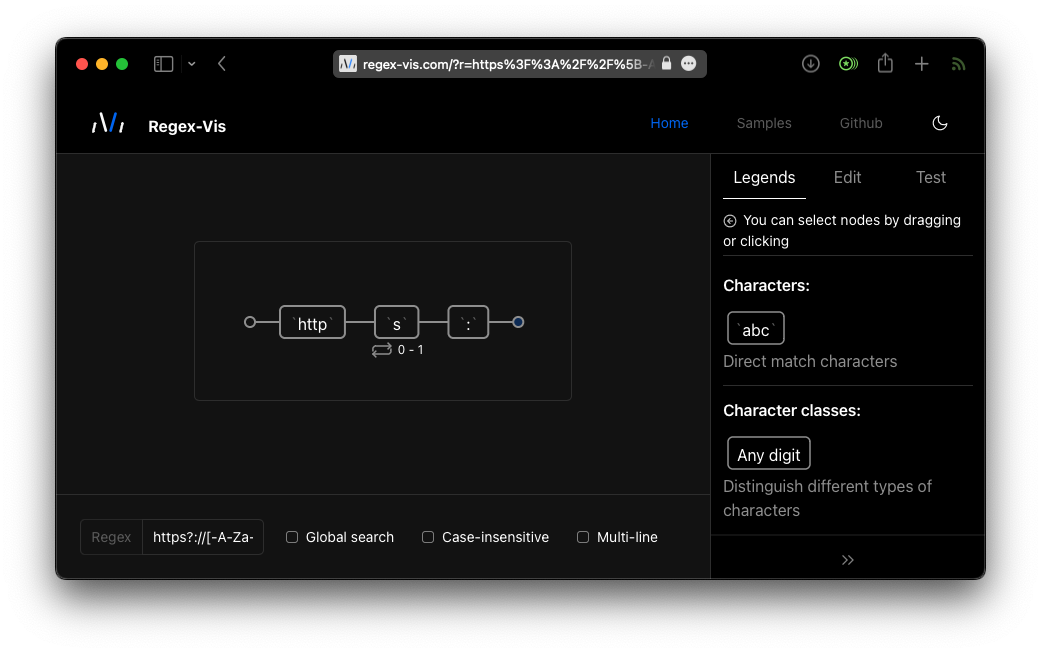 regex-vis.com/?r=https%3F%3A%2F%2F%5B-A
Regex-Vis
Home
Samples
Github
`http`
`s`
`:`
0 - 1
Regex
https?://[-A-Za-
Global search
Case-insensitive
Multi-line
Legends
Edit
Test
You can select nodes by dragging
or clicking
Characters:
`abc`
Direct match characters
Character classes:
Any digit
Distinguish different types of
characters